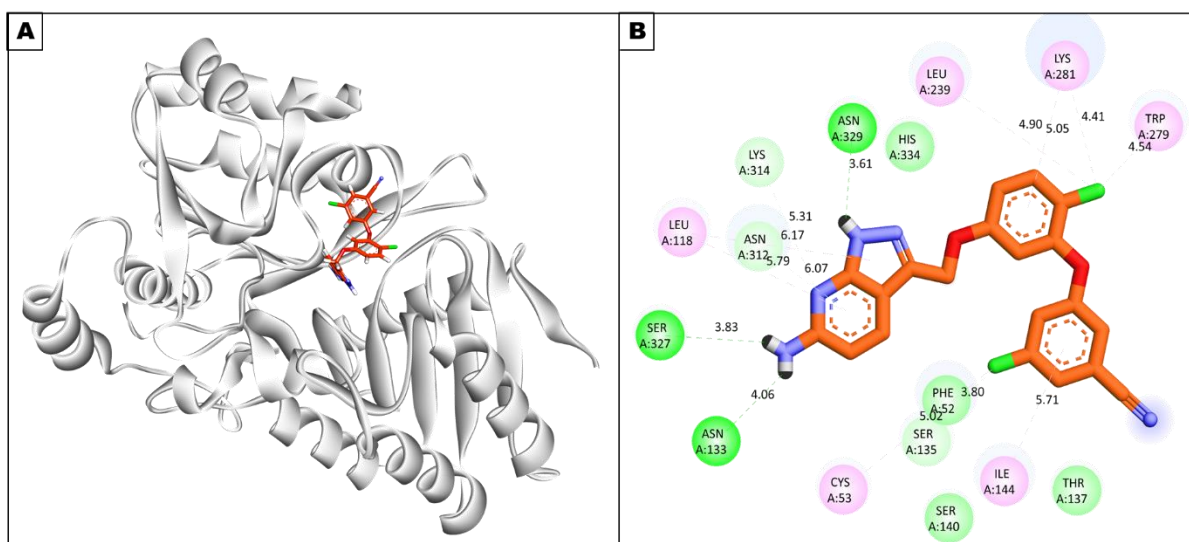 A
B
LYS
A:281
LEU
A:239
4.41
4.90
5.05
TRP
A:279
4.54
ASN
A:329
HIS
A:334
3.61
LYS
A:314
5.31
6.17
LEU
A:118
ASN
A:312
5.79
6.07
SER
A:327
3.83
4.06
ASN
A:133
PHE
A:52
3.80
5.71
5.02
SER
A:135
CYS
A:53
ILE
A:144
THR
A:137
SER
A:140